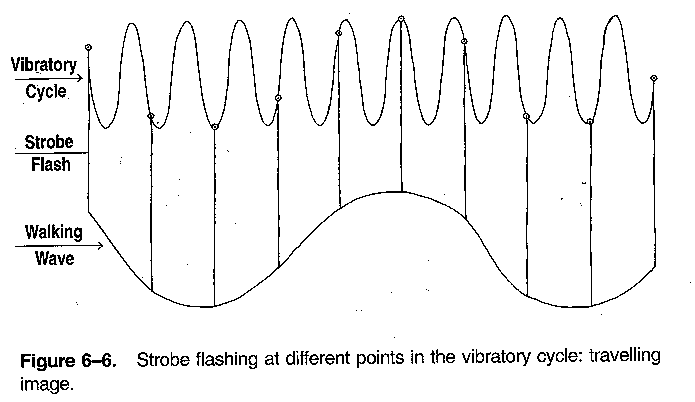 Vibratory
Cycle
Strobe
Flash
Walking
Wave
Figure 6–6. Strobe flashing at different points in the vibratory cycle: travelling
image.